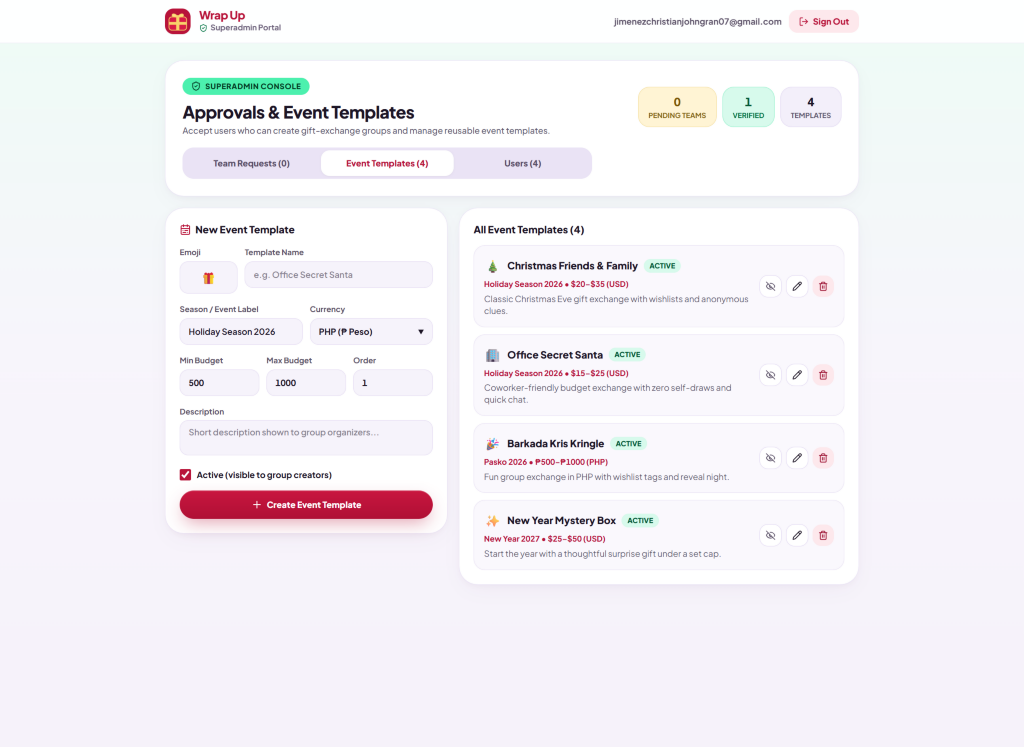 Wrap Up
Superadmin Portal
jimenezchristianjohngran07@gmail.com
Sign Out
SUPERADMIN CONSOLE
Approvals & Event Templates
Accept users who can create gift-exchange groups and manage reusable event templates.
0
PENDING TEAMS
1
VERIFIED
4
TEMPLATES
Team Requests (0)
Event Templates (4)
Users (4)
New Event Template
Emoji
Template Name
e.g. Office Secret Santa
Season / Event Label
Currency
Holiday Season 2026
PHP (₱ Peso)
Min Budget
Max Budget
Order
500
1000
1
Description
Short description shown to group organizers...
Active (visible to group creators)
+ Create Event Template
All Event Templates (4)
Christmas Friends & Family
ACTIVE
Holiday Season 2026 • $20–$35 (USD)
Classic Christmas Eve gift exchange with wishlists and anonymous
clues.
Office Secret Santa
ACTIVE
Holiday Season 2026 • $15–$25 (USD)
Coworker-friendly budget exchange with zero self-draws and
quick chat.
Barkada Kris Kringle
ACTIVE
Pasko 2026 • ₱500–₱1000 (PHP)
Fun group exchange in PHP with wishlist tags and reveal night.
New Year Mystery Box
ACTIVE
New Year 2027 • $25–$50 (USD)
Start the year with a thoughtful surprise gift under a set cap.